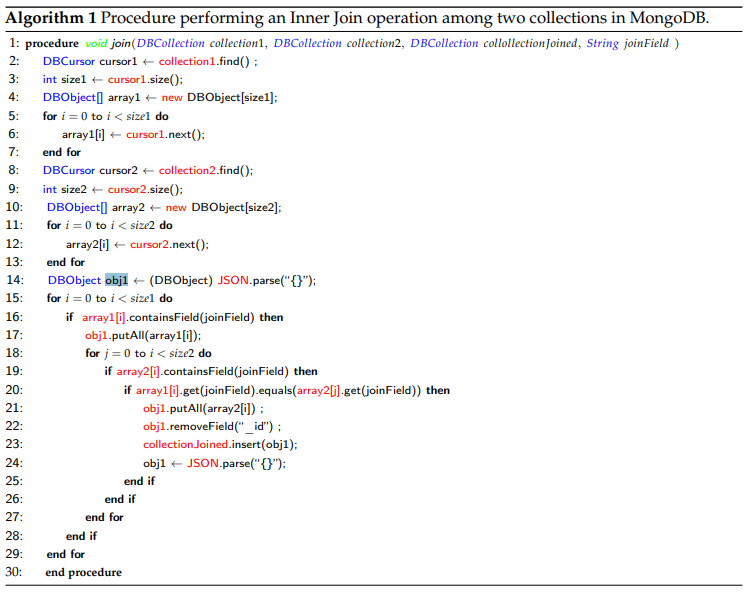 Algorithm 1 Procedure performing an Inner Join operation among two collections in MongoDB.
1: procedure void join(DBCollection collection1, DBCollection collection2, DBCollection collollectionJoined, String joinField )
2: DBCursor cursor1 ← collection1.find() ;
3: int size1 ← cursor1.size();
4: DBObject[] array1 ← new DBObject[size1];
5: for i = 0 to i < size1 do
6: array1[i] ← cursor1.next();
7: end for
8: DBCursor cursor2 ← collection2.find();
9: int size2 ← cursor2.size();
10: DBObject[] array2 ← new DBObject[size2];
11: for i = 0 to i < size2 do
12: array2[i] ← cursor2.next();
13: end for
14: DBObject obj1 ← (DBObject) JSON.parse("{}");
15: for i = 0 to i < size1 do
16: if array1[i].containsField(joinField) then
17: obj1.putAll(array1[i]);
18: for j = 0 to i < size2 do
19: if array2[i].containsField(joinField) then
20: if array1[i].get(joinField).equals(array2[j].get(joinField)) then
21: obj1.putAll(array2[i]) ;
22: obj1.removeField("_id") ;
23: collectionJoined.insert(obj1);
24: obj1 ← JSON.parse("{}");
25: end if
26: end if
27: end for
28: end if
29: end for
30: end procedure